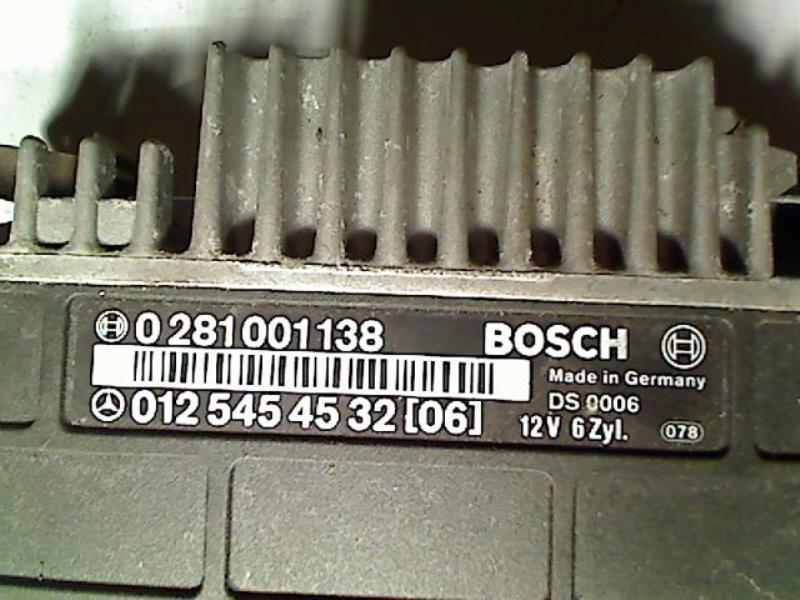 0 281 001 138 BOSCH
Made in Germany
DS 0006
012 545 45 32 [06] 12V 6Zyl. 078